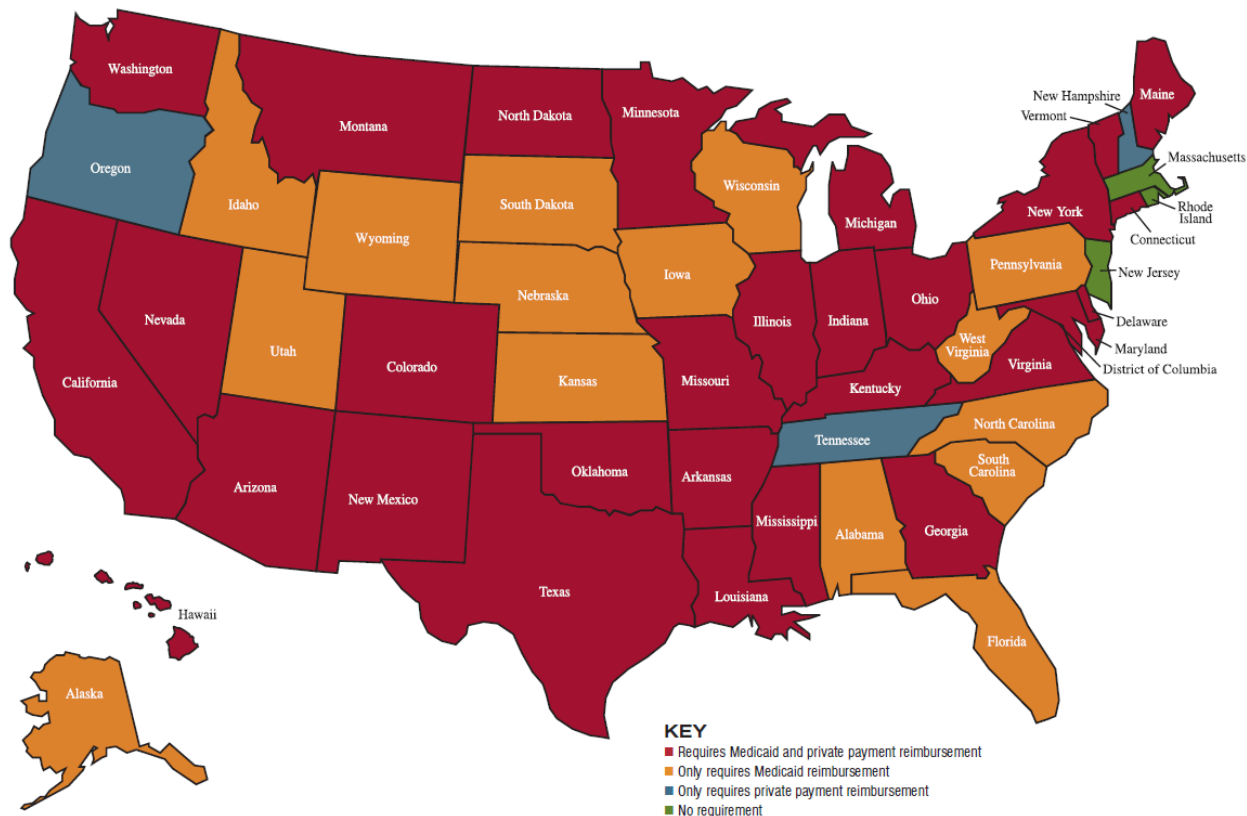 Washington
Montana
North Dakota
Minnesota
New Hampshire
Vermont
Maine
Massachusetts
Oregon
Idaho
South Dakota
Wisconsin
Michigan
New York
Rhode
Island
Connecticut
Wyoming
Iowa
Pennsylvania
New Jersey
Nebraska
Nevada
Utah
Colorado
Illinois
Indiana
Ohio
West
Virginia
Virginia
Delaware
Maryland
District of Columbia
California
Kansas
Missouri
Kentucky
North Carolina
Tennessee
South
Carolina
Arizona
New Mexico
Oklahoma
Arkansas
Mississippi
Alabama
Georgia
Texas
Louisiana
Florida
Hawaii
Alaska
KEY
Requires Medicaid and private payment reimbursement
Only requires Medicaid reimbursement
Only requires private payment reimbursement
No requirement